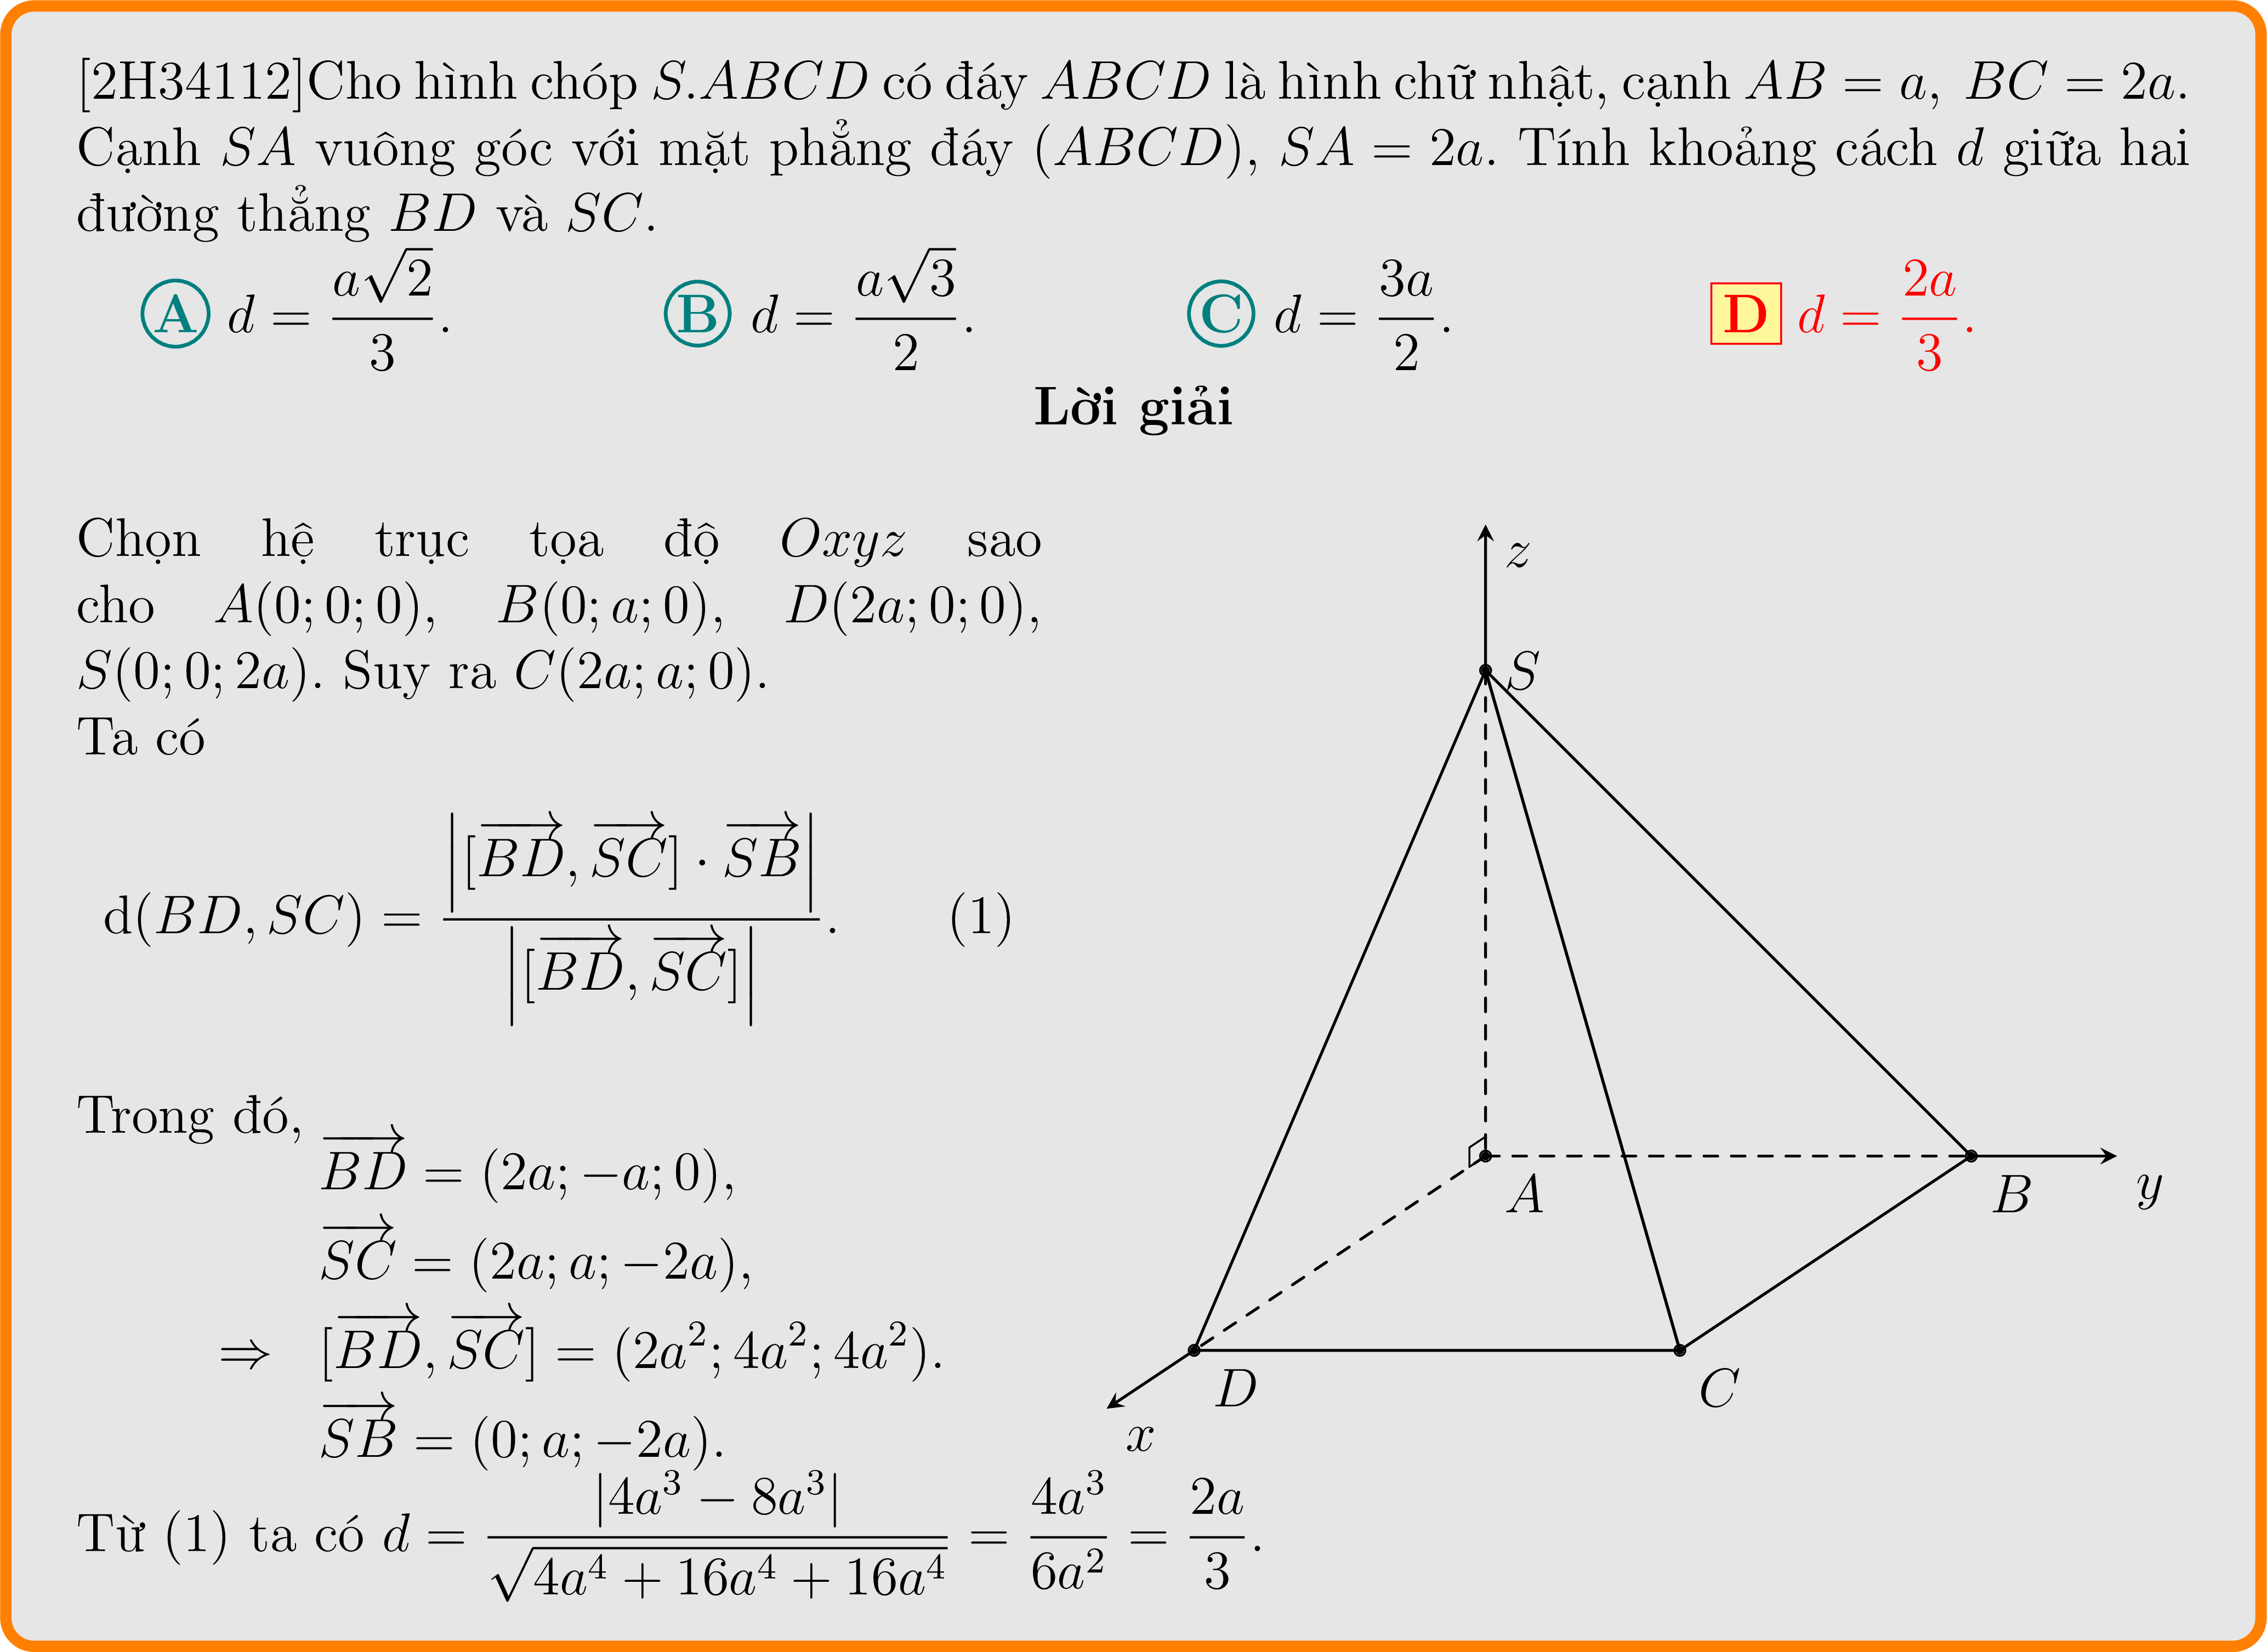 [2H34112]Cho hình chóp S.ABCD có đáy ABCD là hình chữ nhật, cạnh AB = a, BC = 2a.
Cạnh SA vuông góc với mặt phẳng đáy (ABCD), SA = 2a. Tính khoảng cách d giữa hai
đường thẳng BD và SC.
A d = \frac{a\sqrt{2}}{3}. B d = \frac{a\sqrt{3}}{2}. C d = \frac{3a}{2}. D d = \frac{2a}{3}.
Lời giải
Chọn hệ trục tọa độ Oxyz sao
cho A(0; 0; 0), B(0; a; 0), D(2a; 0; 0),
S(0; 0; 2a). Suy ra C(2a; a; 0).
Ta có
d(BD, SC) = \frac{\left|[\overrightarrow{BD}, \overrightarrow{SC}] \cdot \overrightarrow{SB}\right|}{\left|[\overrightarrow{BD}, \overrightarrow{SC}]\right|}. (1)
Trong đó,
\overrightarrow{BD} = (2a; −a; 0),
\overrightarrow{SC} = (2a; a; −2a),
⇒ [\overrightarrow{BD}, \overrightarrow{SC}] = (2a^2; 4a^2; 4a^2).
\overrightarrow{SB} = (0; a; −2a).
Từ (1) ta có d = \frac{|4a^3 − 8a^3|}{\sqrt{4a^4 + 16a^4 + 16a^4}} = \frac{4a^3}{6a^2} = \frac{2a}{3}.
z
S
A
B
y
D
C
x